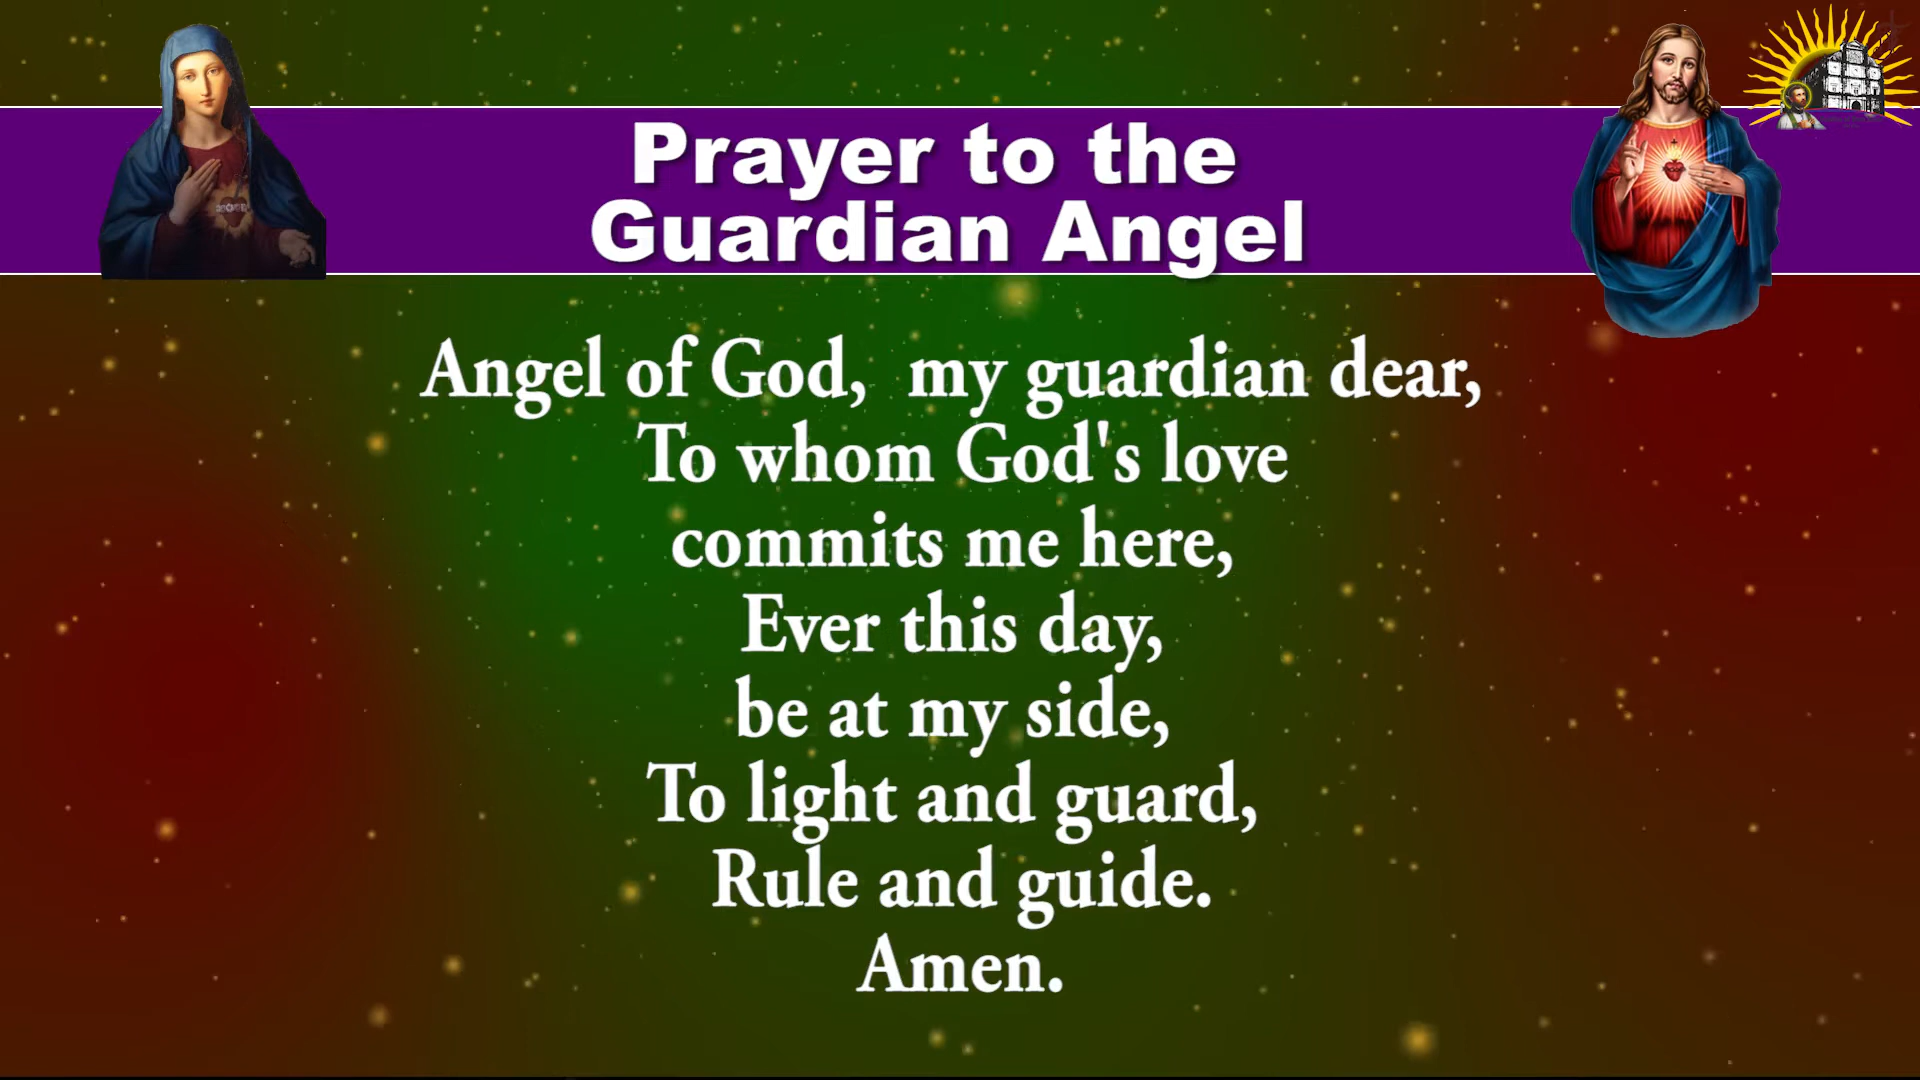 Prayer to the
Guardian Angel
Angel of God,  my guardian dear,
To whom God's love
commits me here,
Ever this day,
be at my side,
To light and guard,
Rule and guide.
Amen.